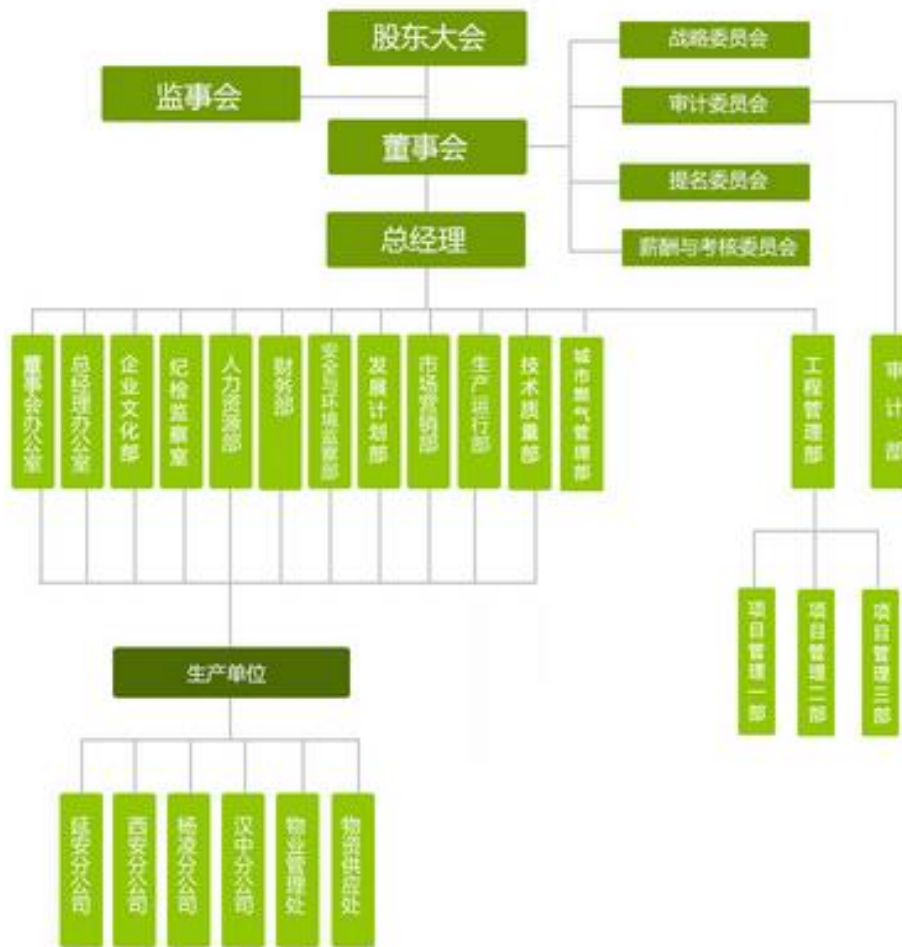 股东大会
监事会
董事会
总经理
战略委员会
审计委员会
提名委员会
薪酬与考核委员会
董事会办公室
总经理办公室
企业文化部
纪检监察室
人力资源部
财务部
安全与环境监察部
发展计划部
市场营销部
生产运行部
技术质量部
城市燃气管理部
工程管理部
审计部
项目管理一部
项目管理二部
项目管理三部
生产单位
延安分公司
西安分公司
杨凌分公司
汉中分公司
物业管理处
物资供应处